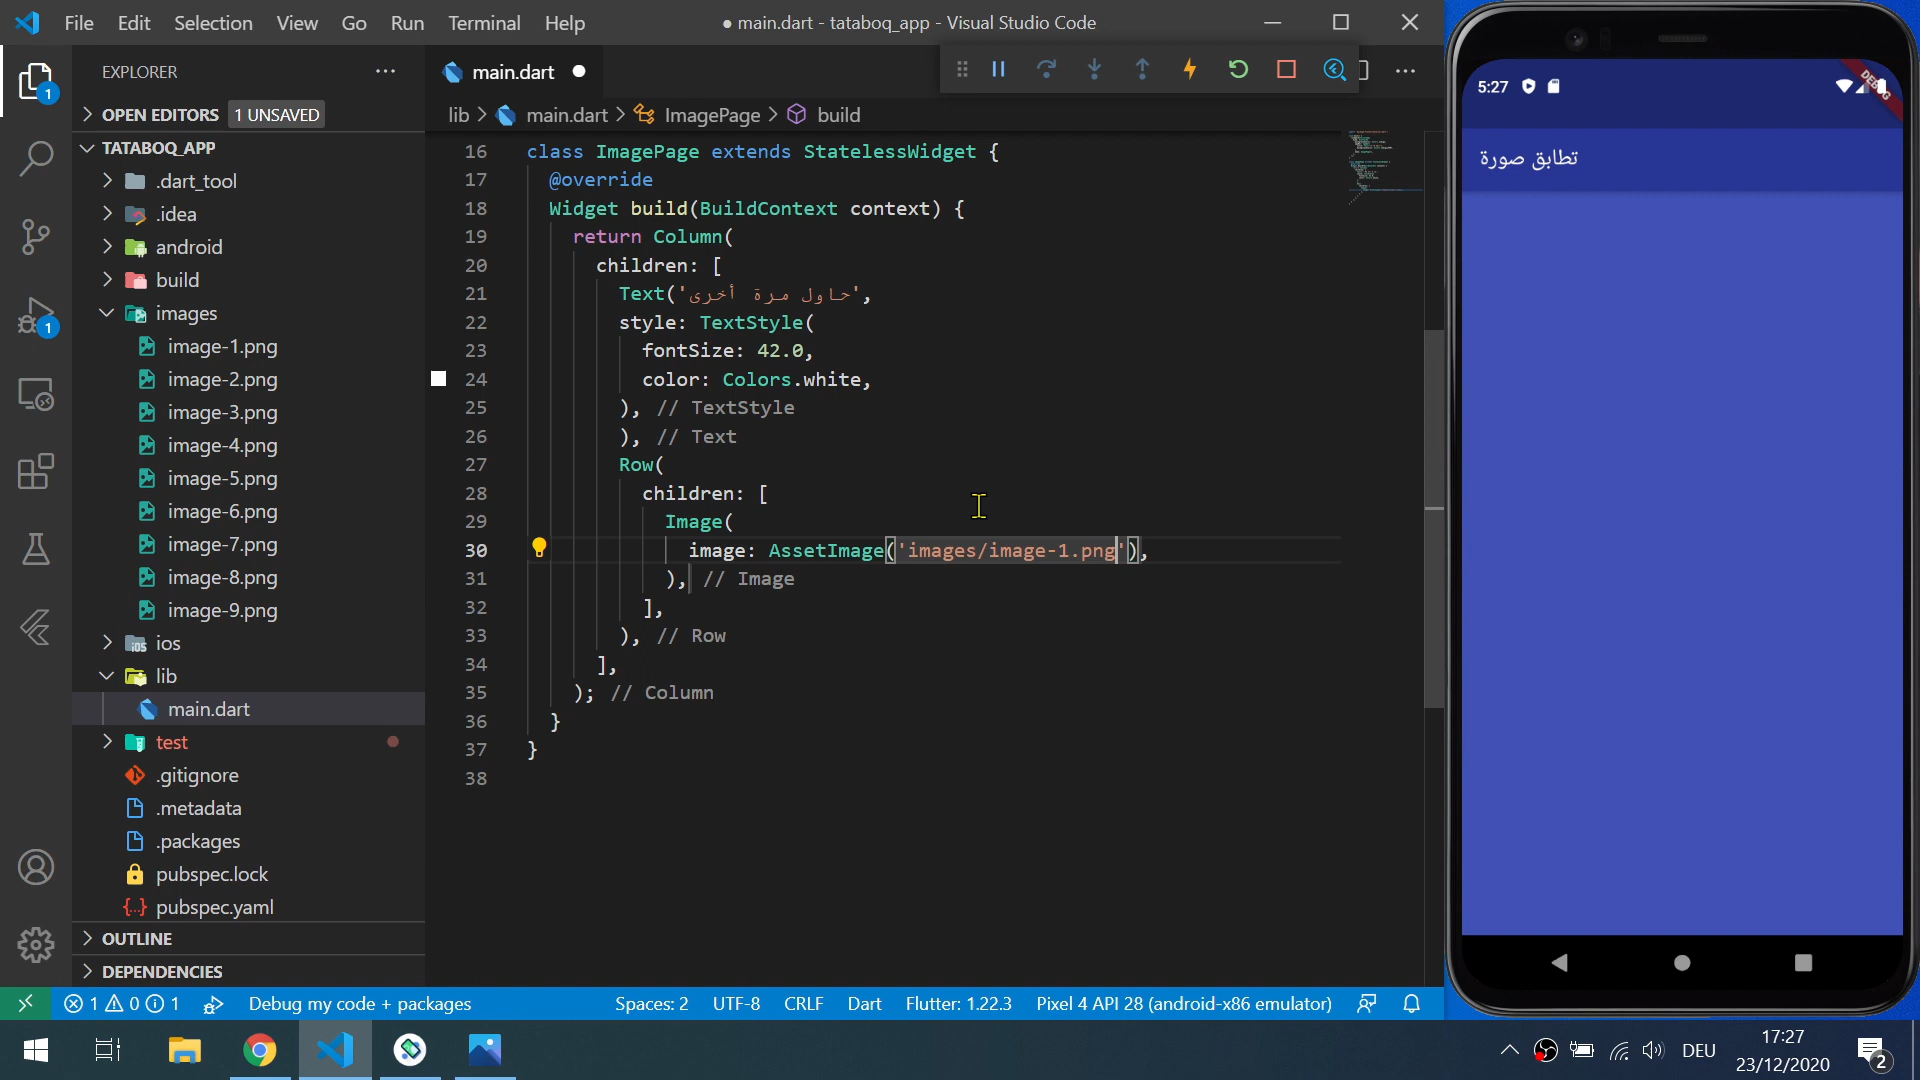 File Edit Selection View Go Run Terminal Help
● main.dart - tataboq_app - Visual Studio Code
EXPLORER
OPEN EDITORS 1 UNSAVED
TATABOQ_APP
.dart_tool
.idea
android
build
images
image-1.png
image-2.png
image-3.png
image-4.png
image-5.png
image-6.png
image-7.png
image-8.png
image-9.png
ios
lib
main.dart
test
.gitignore
.metadata
.packages
pubspec.lock
pubspec.yaml
OUTLINE
DEPENDENCIES
1
1
main.dart
lib > main.dart > ImagePage > build
16 class ImagePage extends StatelessWidget {
17 @override
18 Widget build(BuildContext context) {
19 return Column(
20 children: [
21 Text('حاول مرة أخرى',
22 style: TextStyle(
23 fontSize: 42.0,
24 color: Colors.white,
25 ), // TextStyle
26 ), // Text
27 Row(
28 children: [
29 Image(
30 image: AssetImage('images/image-1.png'),
31 ), // Image
32 ],
33 ), // Row
34 ],
35 ); // Column
36 }
37 }
38
5:27
DEBUG
تطابق صورة
1 0 1 Debug my code + packages Spaces: 2 UTF-8 CRLF Dart Flutter: 1.22.3 Pixel 4 API 28 (android-x86 emulator)
DEU
17:27
23/12/2020
2